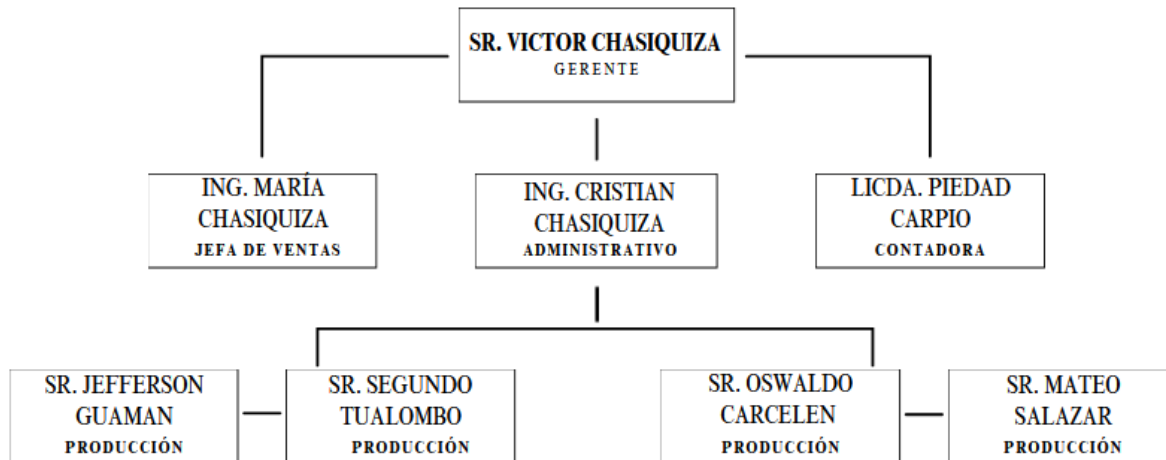 SR. VICTOR CHASIQUIZA
GERENTE
ING. MARÍA
CHASIQUIZA
JEFA DE VENTAS
ING. CRISTIAN
CHASIQUIZA
ADMINISTRATIVO
LICDA. PIEDAD
CARPIO
CONTADORA
SR. JEFFERSON
GUAMAN
PRODUCCIÓN
SR. SEGUNDO
TUALOMBO
PRODUCCIÓN
SR. OSWALDO
CARCELEN
PRODUCCIÓN
SR. MATEO
SALAZAR
PRODUCCIÓN